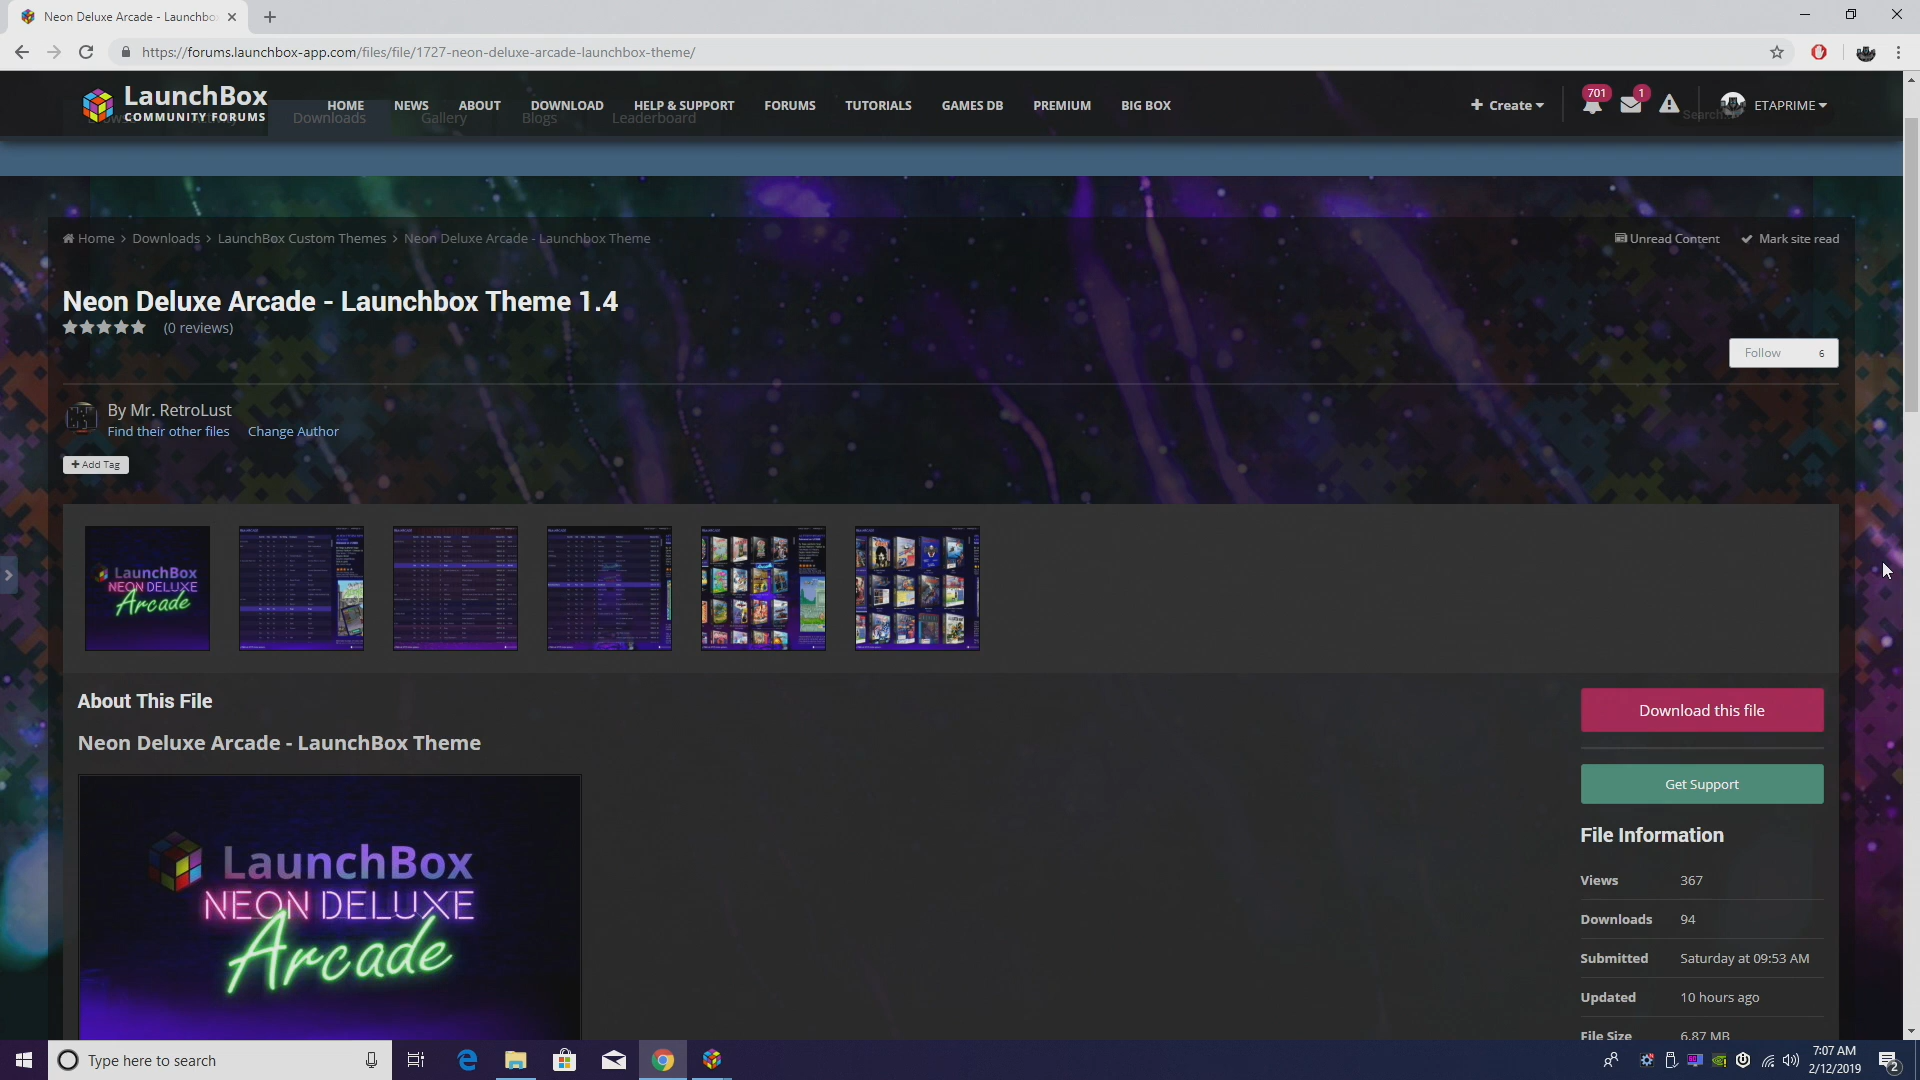 Neon Deluxe Arcade - Launchbo
https://forums.launchbox-app.com/files/file/1727-neon-deluxe-arcade-launchbox-theme/
LaunchBox
COMMUNITY FORUMS
HOME NEWS ABOUT DOWNLOAD HELP & SUPPORT FORUMS TUTORIALS GAMES DB PREMIUM BIG BOX
+ Create
701
1
ETAPRIME
Downloads Gallery Blogs Leaderboard
Search...
Home > Downloads > LaunchBox Custom Themes > Neon Deluxe Arcade - Launchbox Theme
Unread Content Mark site read
Neon Deluxe Arcade - Launchbox Theme 1.4
(0 reviews)
Follow 6
By Mr. RetroLust
Find their other files Change Author
+ Add Tag
LaunchBox
NEON DELUXE
Arcade
About This File
Download this file
Neon Deluxe Arcade - LaunchBox Theme
LaunchBox
NEON DELUXE
Arcade
Get Support
File Information
Views 367
Downloads 94
Submitted Saturday at 09:53 AM
Updated 10 hours ago
File Size 6.87 MB
Type here to search
7:07 AM
2/12/2019
2